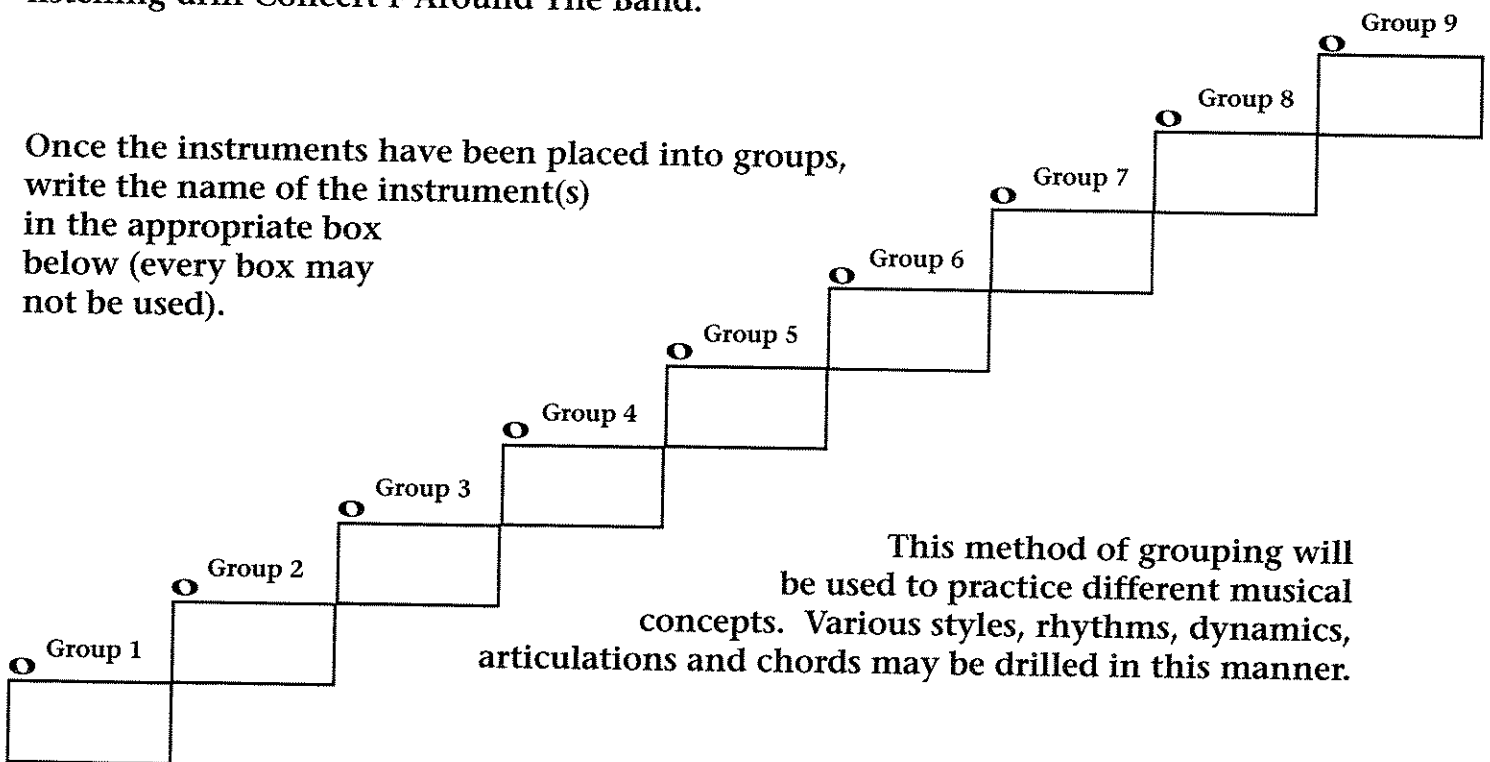 Concert F Around The Band.
Group 9
Group 8
Once the instruments have been placed into groups,
write the name of the instrument(s)
in the appropriate box
below (every box may
not be used).
Group 7
Group 6
Group 5
Group 4
Group 3
This method of grouping will
be used to practice different musical
concepts. Various styles, rhythms, dynamics,
articulations and chords may be drilled in this manner.
Group 2
Group 1